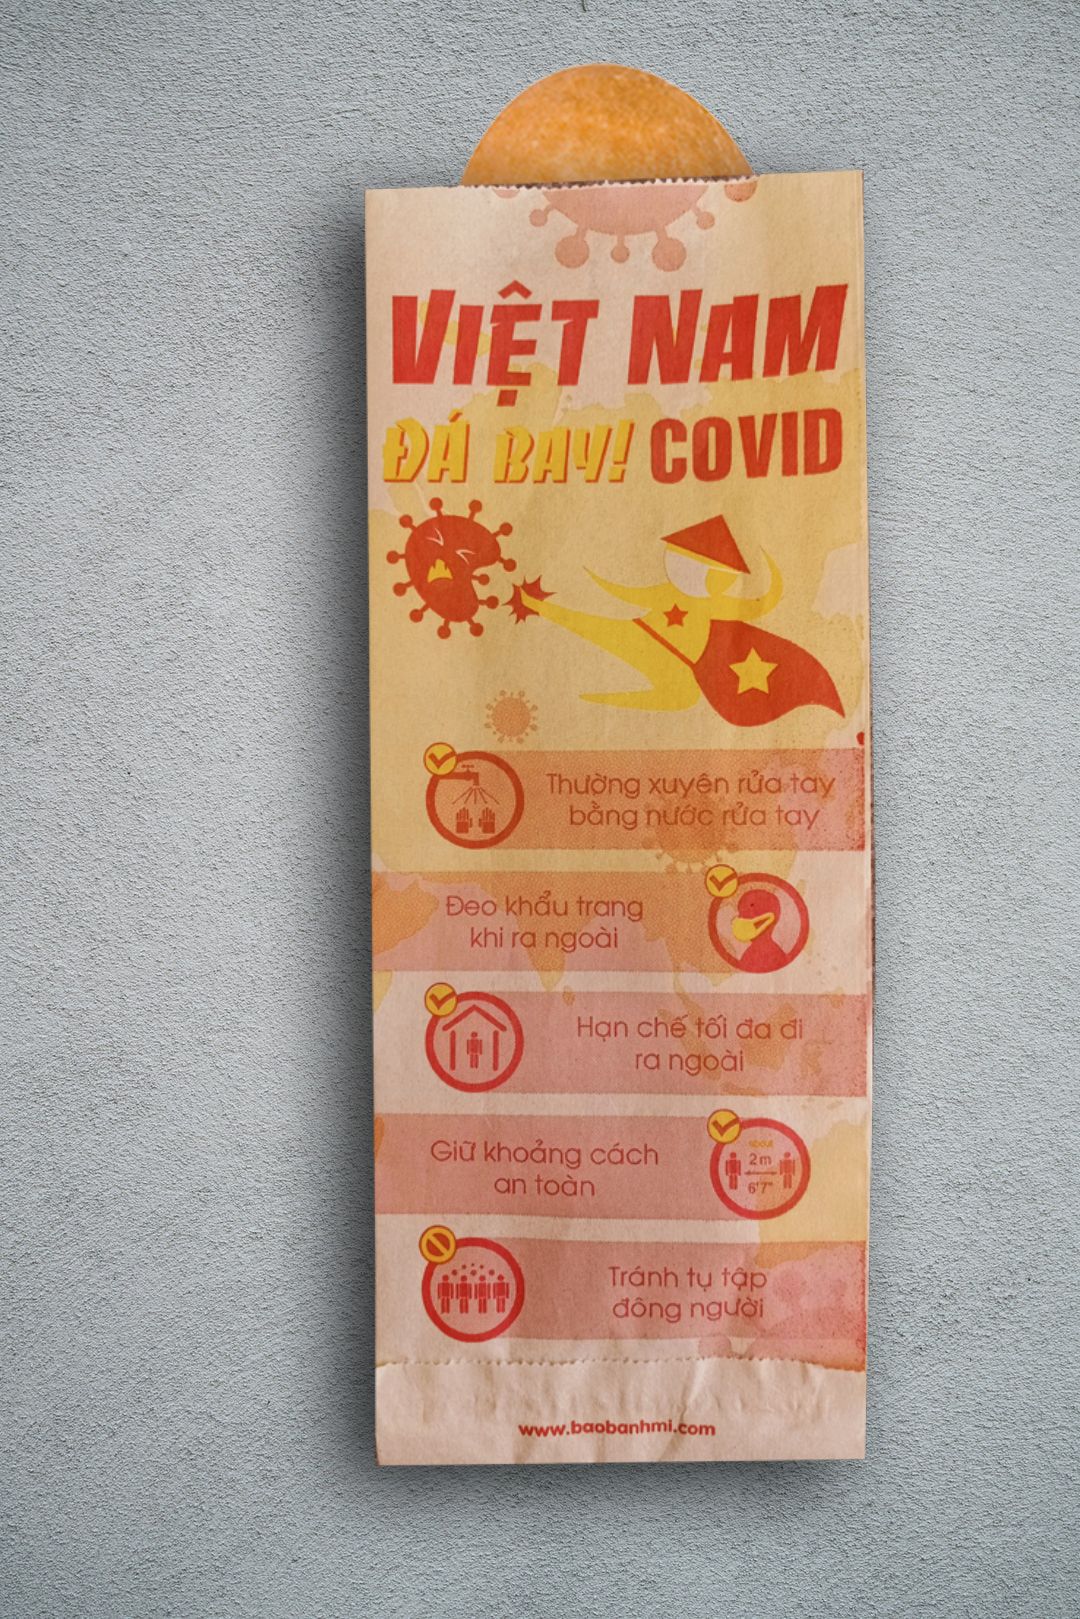 VIỆT NAM
ĐÁ BAY! COVID
Thường xuyên rửa tay
bằng nước rửa tay
Đeo khẩu trang
khi ra ngoài
Hạn chế tối đa đi
ra ngoài
Giữ khoảng cách
an toàn
about
2m
6'7"
Tránh tụ tập
đông người
www.baobanhmi.com